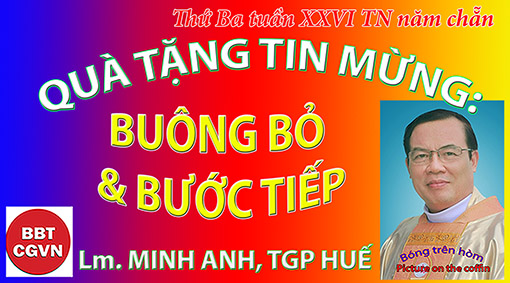 Thứ Ba tuần XXVI TN năm chẵn
QUÀ TẶNG TIN MỪNG:
BUÔNG BỎ
& BƯỚC TIẾP
BBT
CGVN
Lm. MINH ANH, TGP HUẾ
Bóng trên hòm
Picture on the coffin